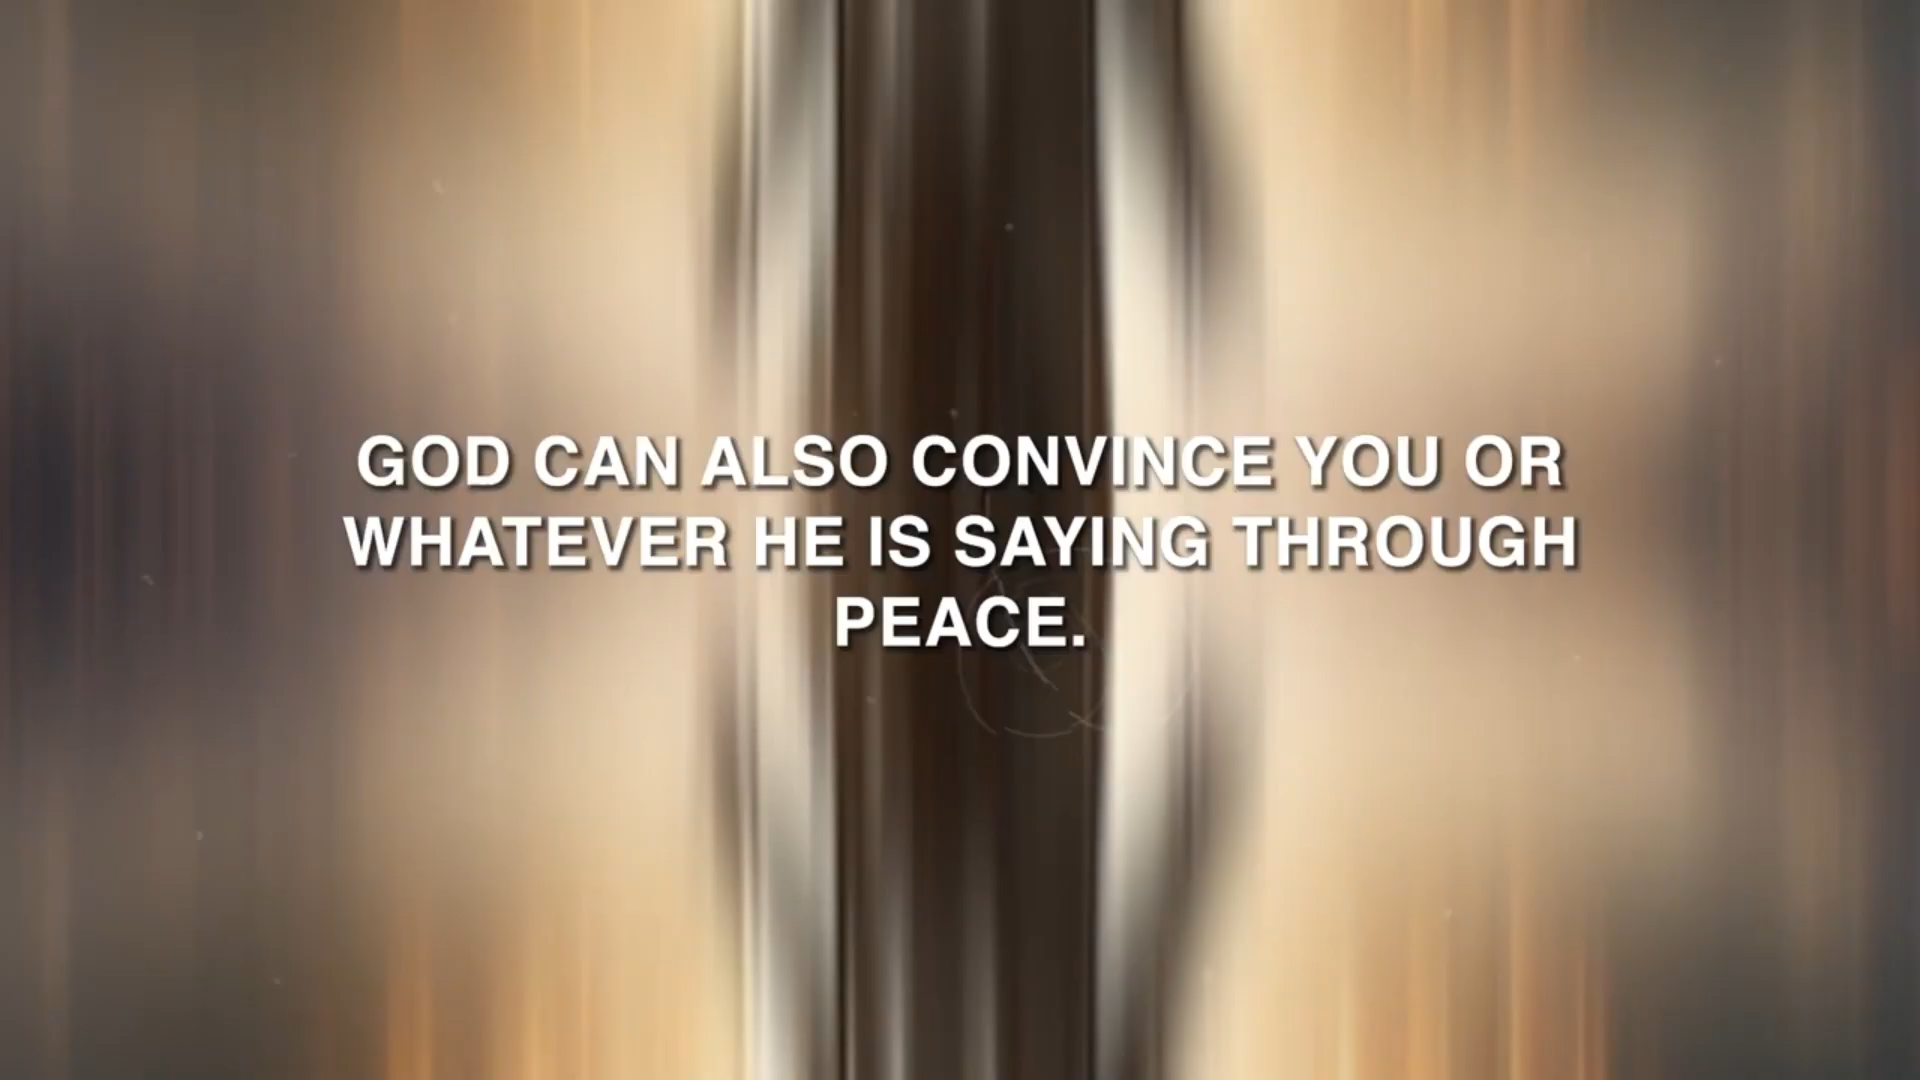 GOD CAN ALSO CONVINCE YOU OR
WHATEVER HE IS SAYING THROUGH
PEACE.